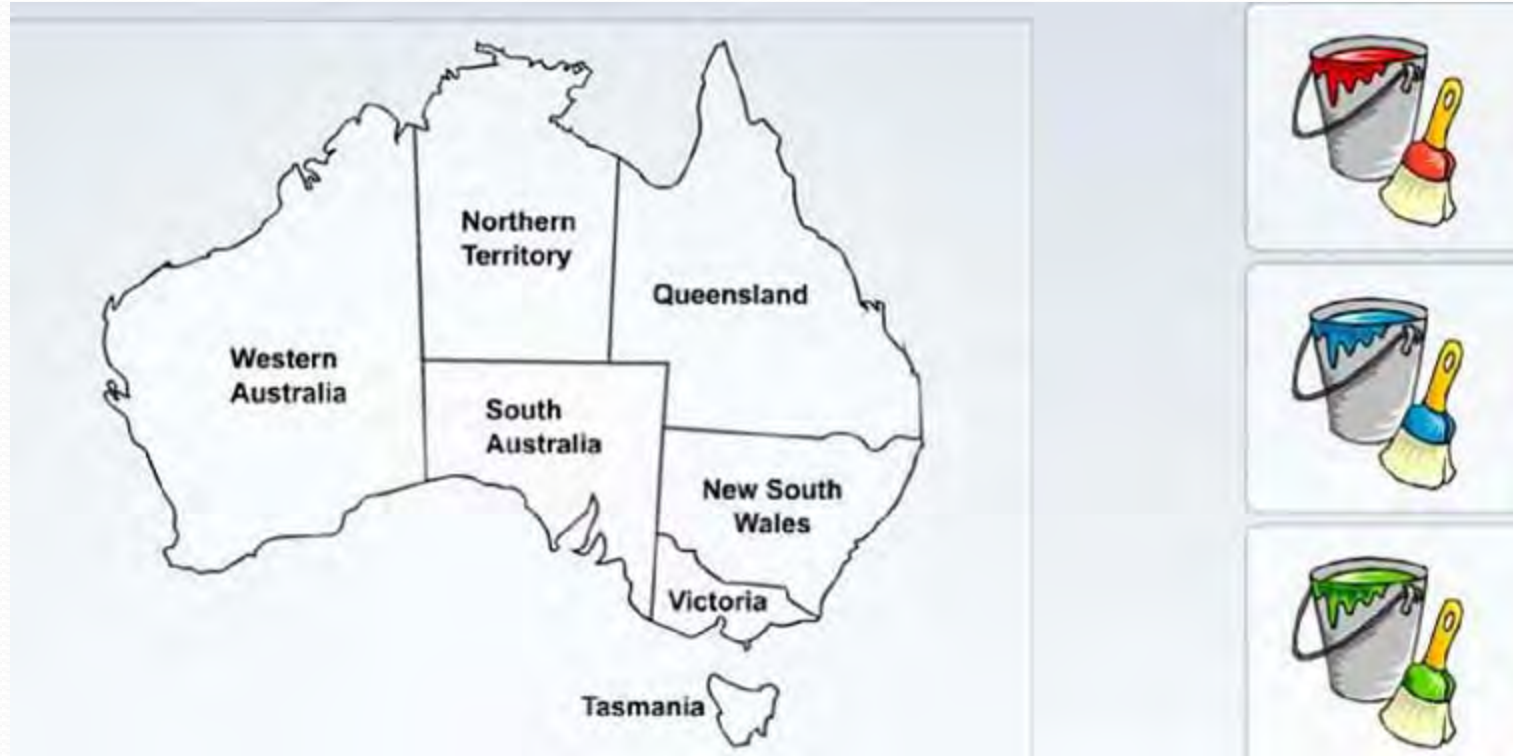 Northern
Territory
Queensland
Western
Australia
South
Australia
New South
Wales
Victoria
Tasmania